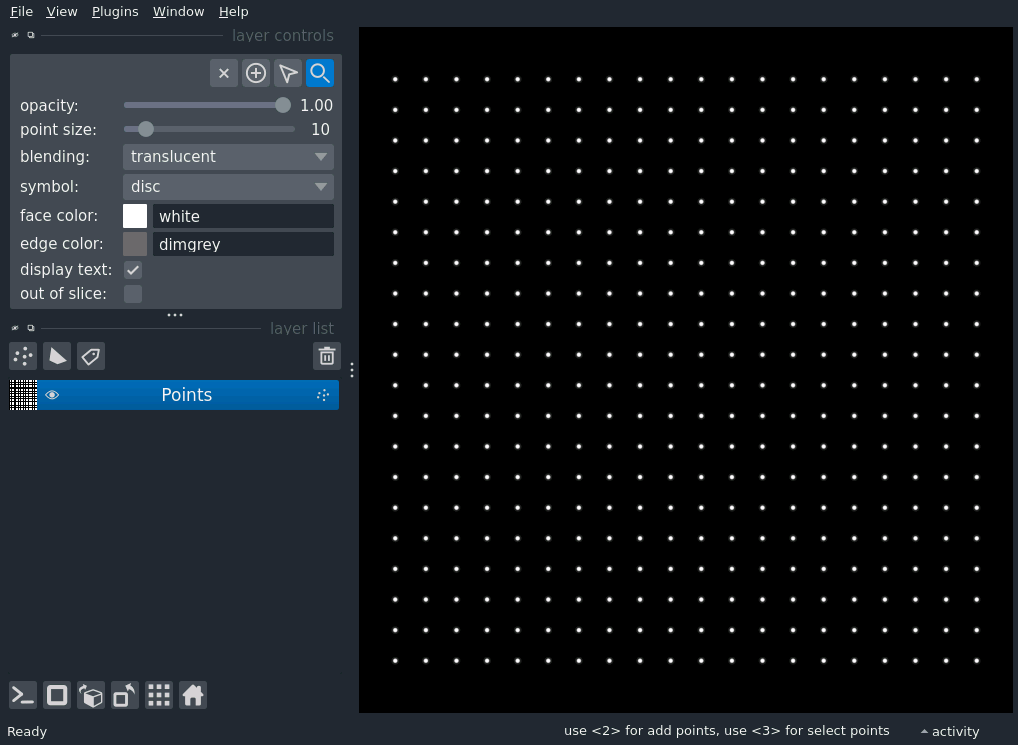 File View Plugins Window Help
layer controls
opacity: 1.00
point size: 10
blending: translucent
symbol: disc
face color: white
edge color: dimgrey
display text:
out of slice:
layer list
Points
Ready
use <2> for add points, use <3> for select points
activity